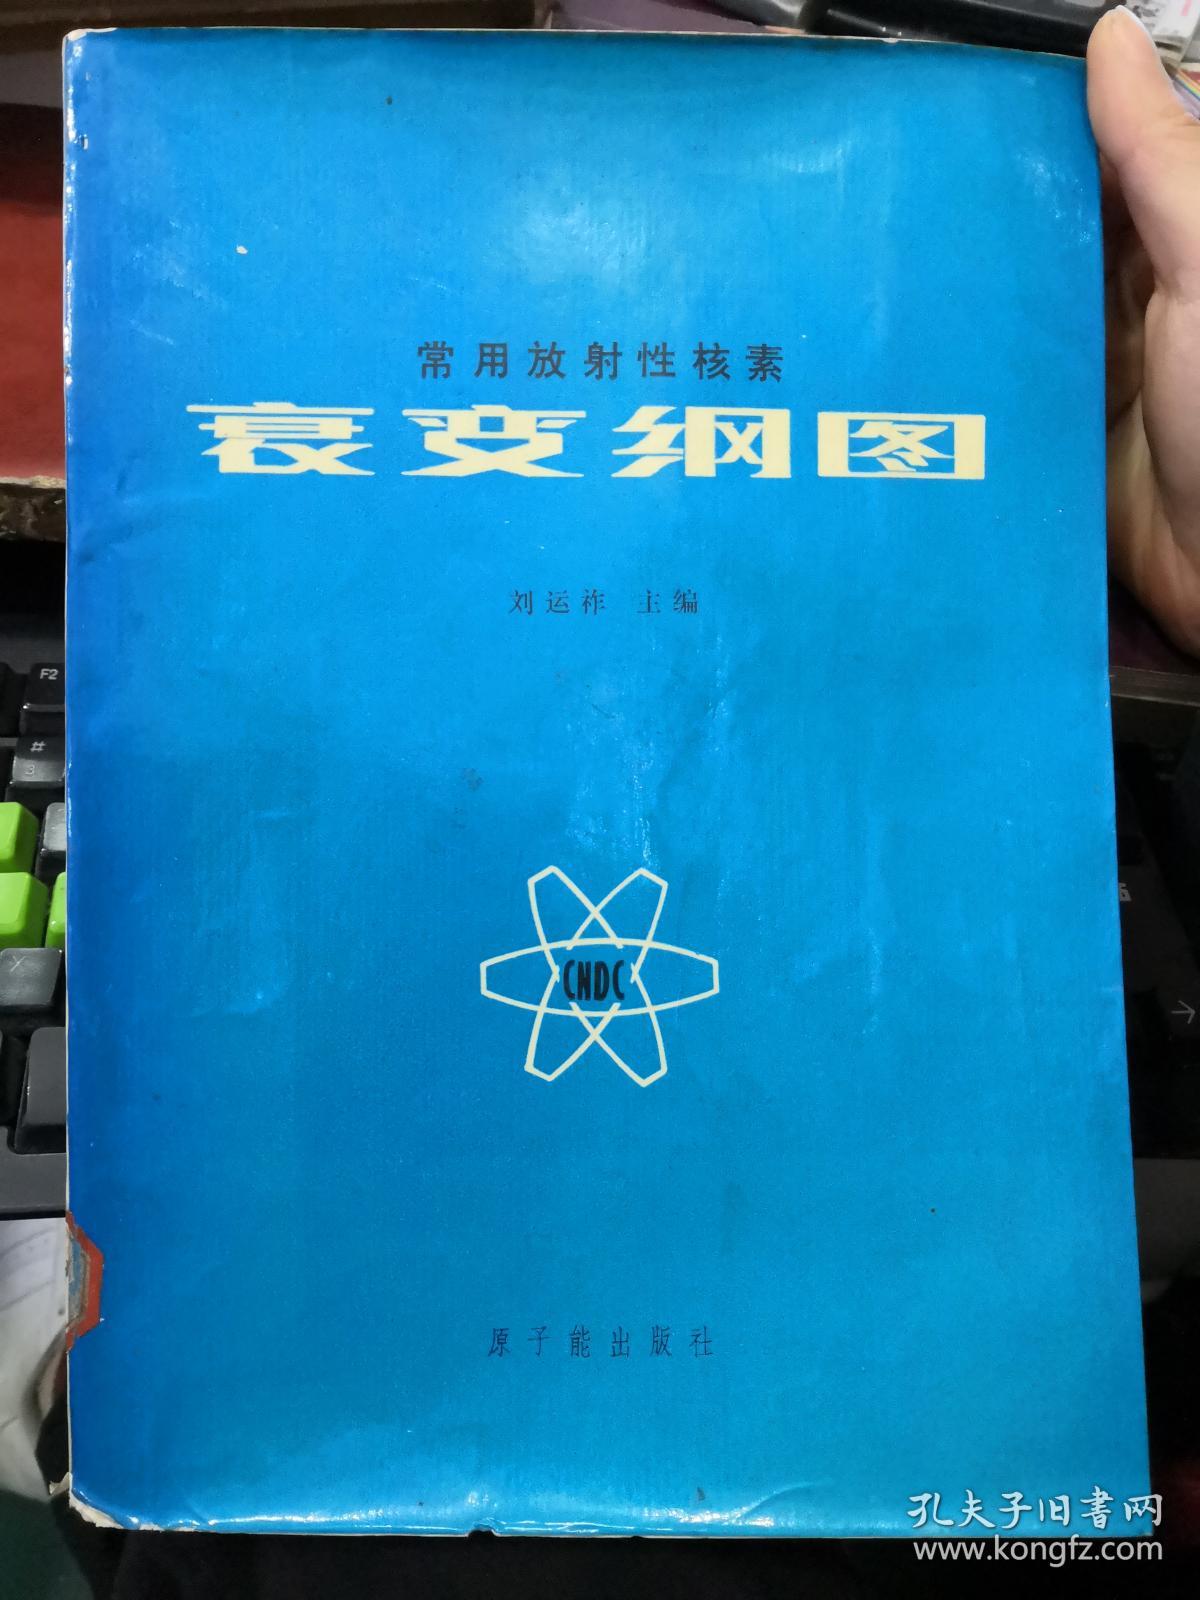 常用放射性核素
衰变纲图
刘运祚 主编
CNDC
原子能出版社
F2
#
3
X
孔夫子旧書网
www.kongfz.com